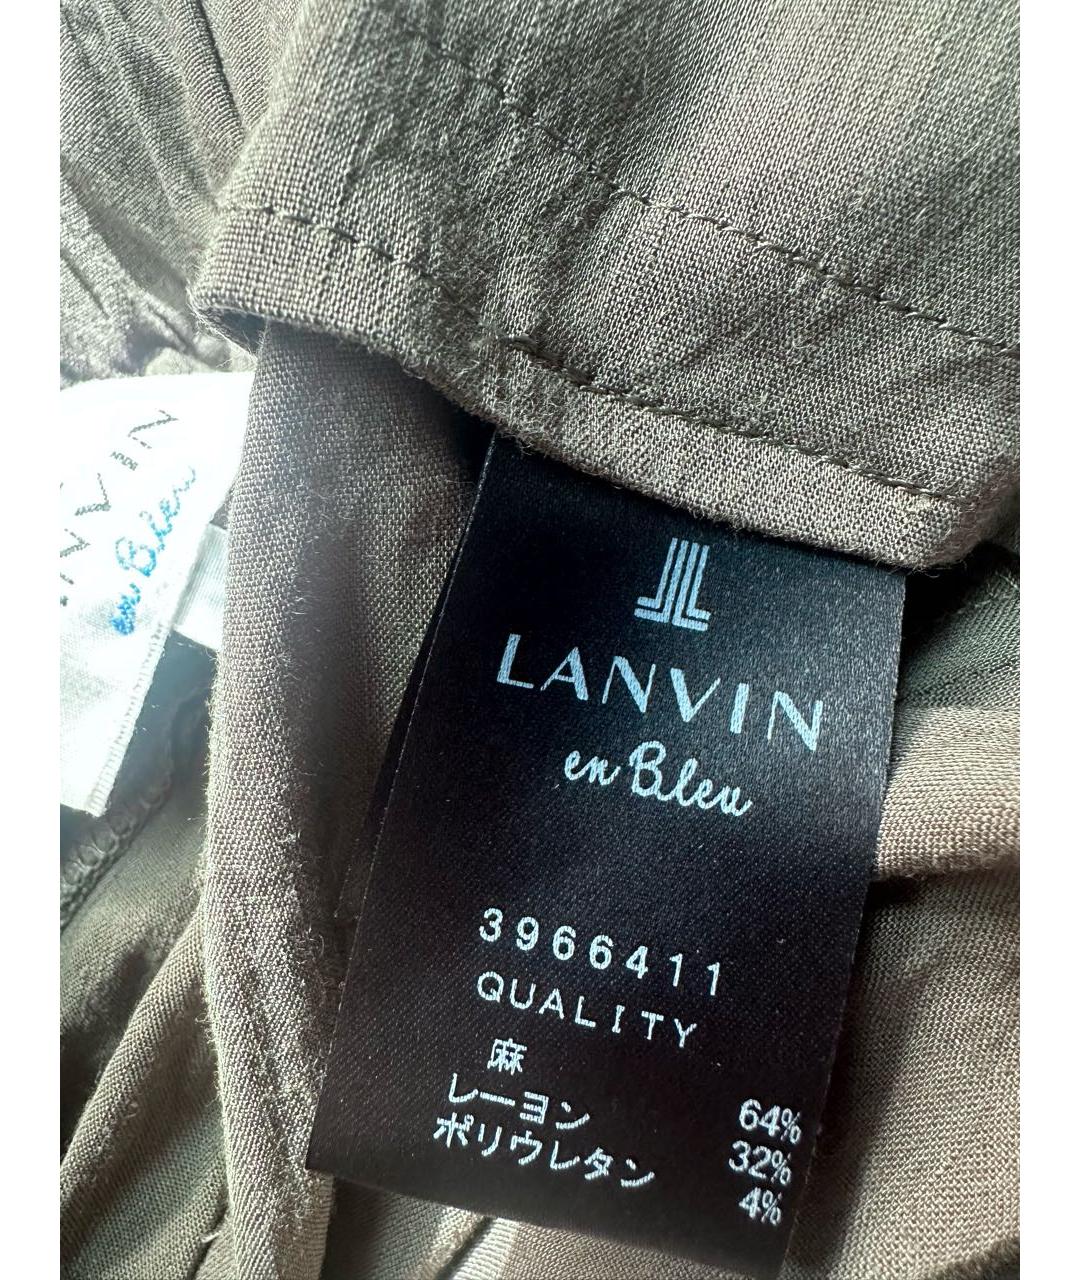 LANVIN
en Bleu
3966411
QUALITY
麻 64%
レーヨン 32%
ポリウレタン 4%
NVIN
en Bleu